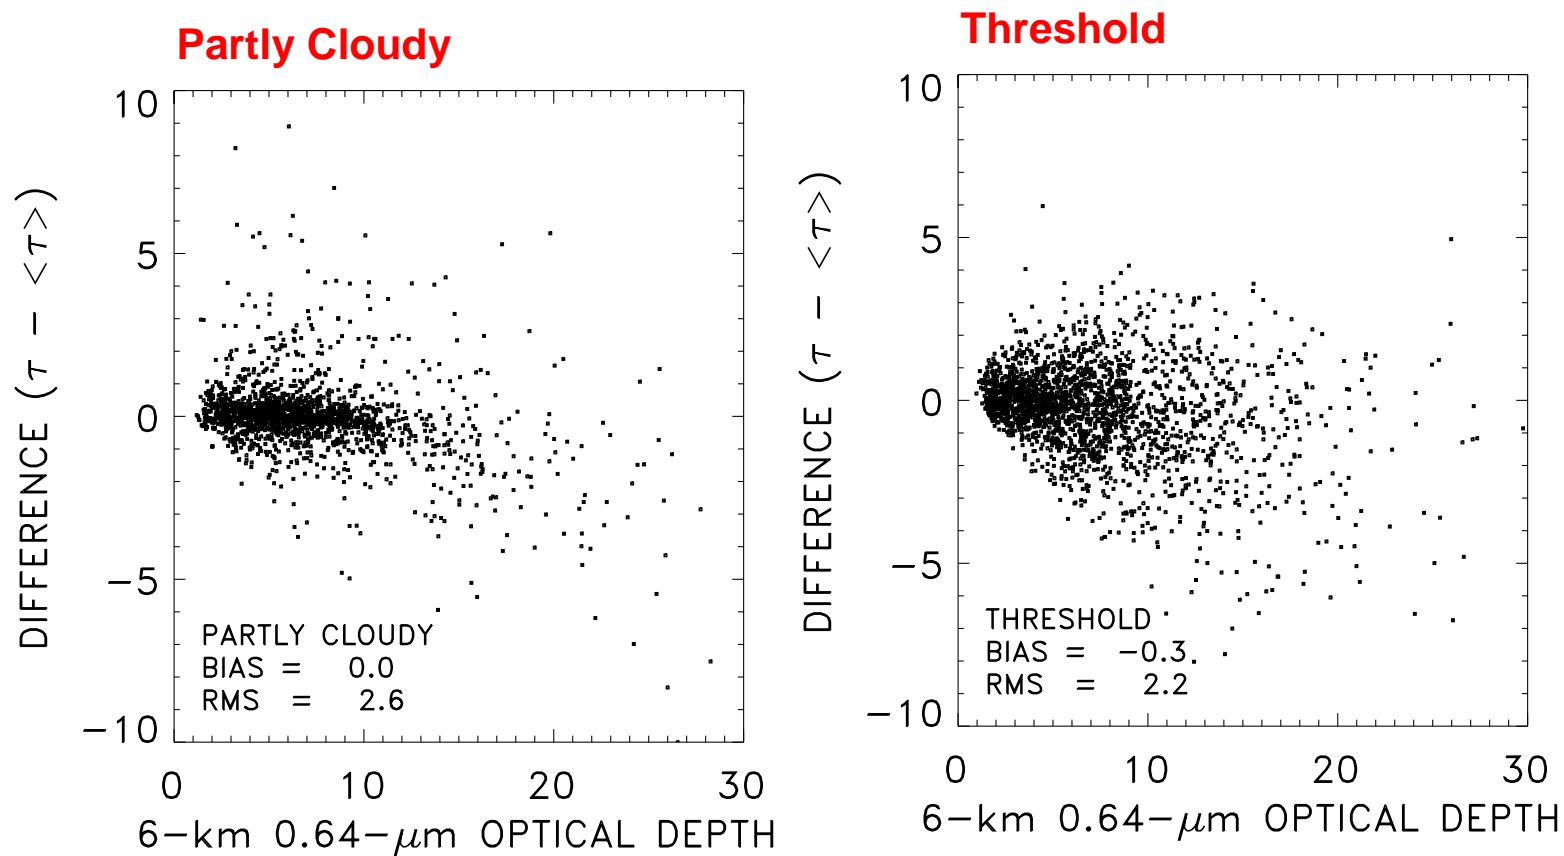 Partly Cloudy
10
5
0
−5
−10
DIFFERENCE (τ − <τ>)
PARTLY CLOUDY
BIAS = 0.0
RMS = 2.6
0 10 20 30
6−km 0.64−μm OPTICAL DEPTH
Threshold
10
5
0
−5
−10
DIFFERENCE (τ − <τ>)
THRESHOLD
BIAS = −0.3
RMS = 2.2
0 10 20 30
6−km 0.64−μm OPTICAL DEPTH